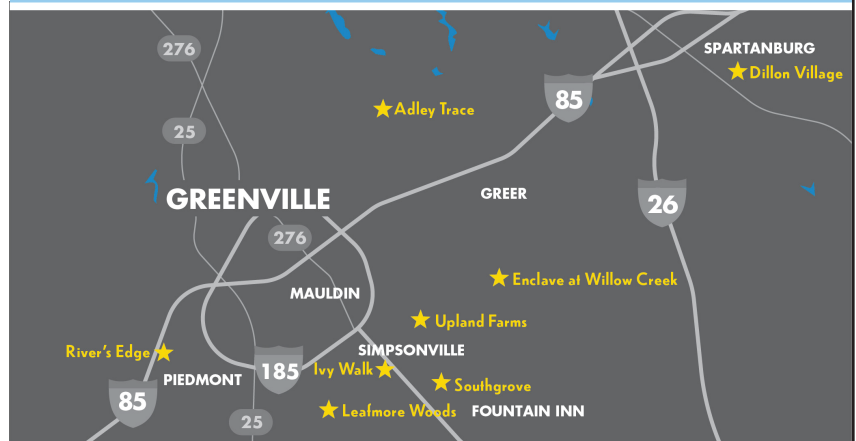 276
SPARTANBURG
Dillon Village
85
Adley Trace
25
GREENVILLE
GREER
26
276
Enclave at Willow Creek
MAULDIN
Upland Farms
River's Edge
SIMPSONVILLE
185
Ivy Walk
PIEDMONT
Southgrove
85
Leafmore Woods
FOUNTAIN INN
25